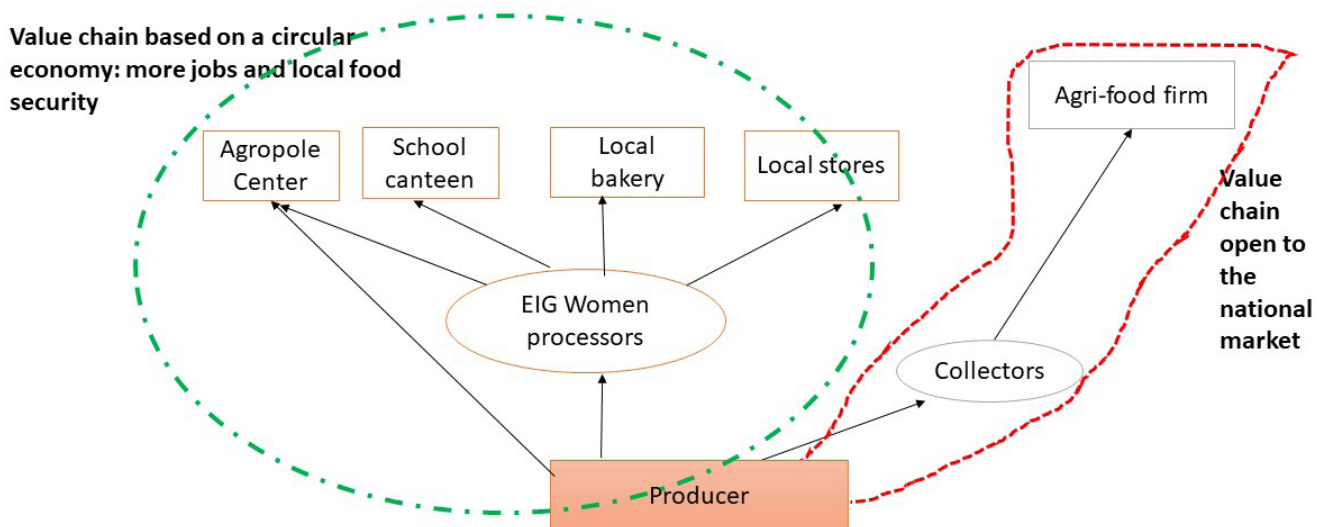 Value chain based on a circular
economy: more jobs and local food
security
Agropole
Center
School
canteen
Local
bakery
Local stores
Agri-food firm
Value
chain
open to
the
national
market
EIG Women
processors
Collectors
Producer